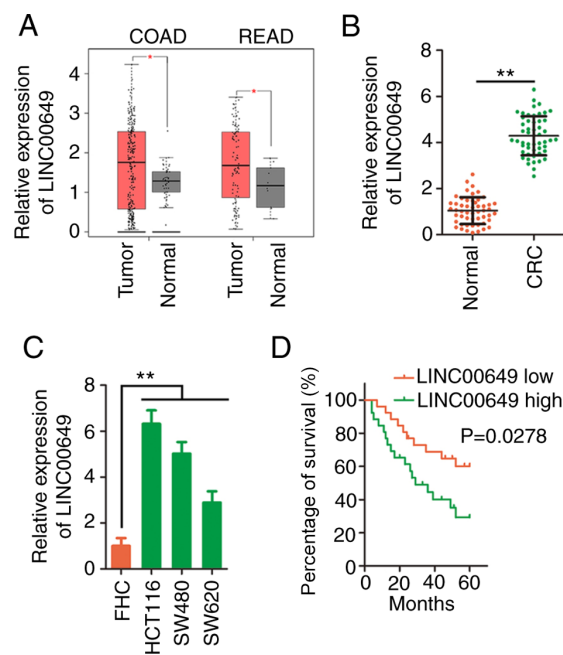 A
COAD
READ
Relative expression
of LINC00649
4
3
2
1
0
*
*
Tumor
Normal
Tumor
Normal
B
Relative expression
of LINC00649
8
6
4
2
0
**
Normal
CRC
C
Relative expression
of LINC00649
8
6
4
2
0
**
FHC
HCT116
SW480
SW620
D
Percentage of survival (%)
LINC00649 low
LINC00649 high
P=0.0278
100
80
60
40
20
0
0
20
40
60
Months